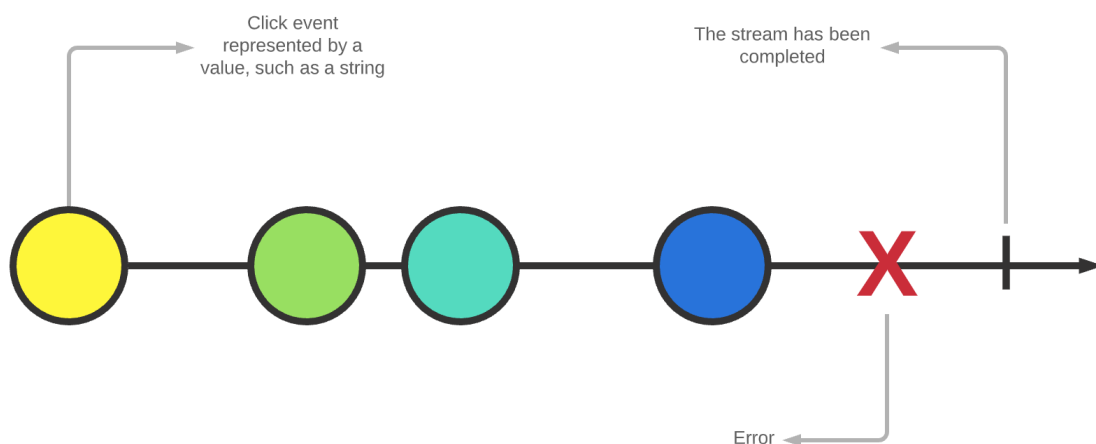 Click event
represented by a
value, such as a string
The stream has been
completed
X
Error